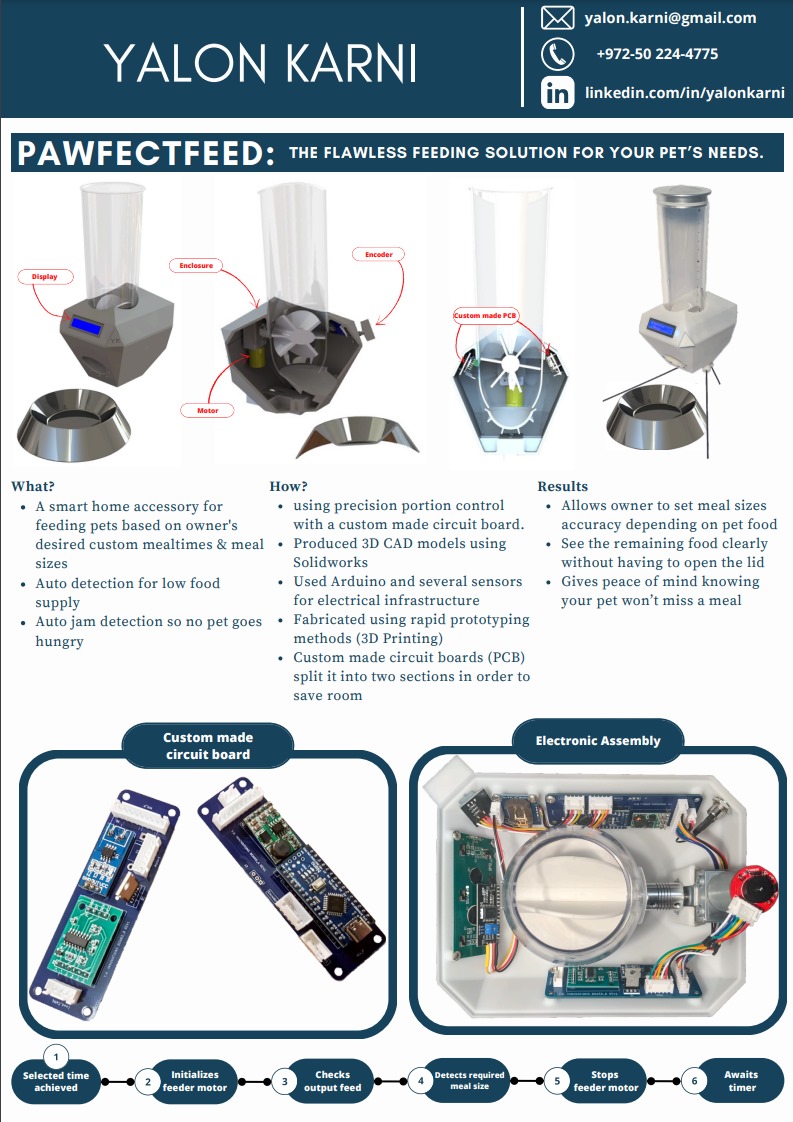 YALON KARNI
yalon.karni@gmail.com
+972-50 224-4775
in
linkedin.com/in/yalonkarni
PAWFECTFEED: THE FLAWLESS FEEDING SOLUTION FOR YOUR PET'S NEEDS.
Display
Enclosure
Encoder
Motor
Custom made PCB
What?
• A smart home accessory for
feeding pets based on owner's
desired custom mealtimes & meal
sizes
• Auto detection for low food
supply
• Auto jam detection so no pet goes
hungry
How?
• using precision portion control
with a custom made circuit board.
• Produced 3D CAD models using
Solidworks
• Used Arduino and several sensors
for electrical infrastructure
• Fabricated using rapid prototyping
methods (3D Printing)
• Custom made circuit boards (PCB)
split it into two sections in order to
save room
Results
• Allows owner to set meal sizes
accuracy depending on pet food
• See the remaining food clearly
without having to open the lid
• Gives peace of mind knowing
your pet won’t miss a meal
Custom made
circuit board
Electronic Assembly
1
Selected time
achieved
2
Initializes
feeder motor
3
Checks
output feed
4
Detects required
meal size
5
Stops
feeder motor
6
Awaits
timer